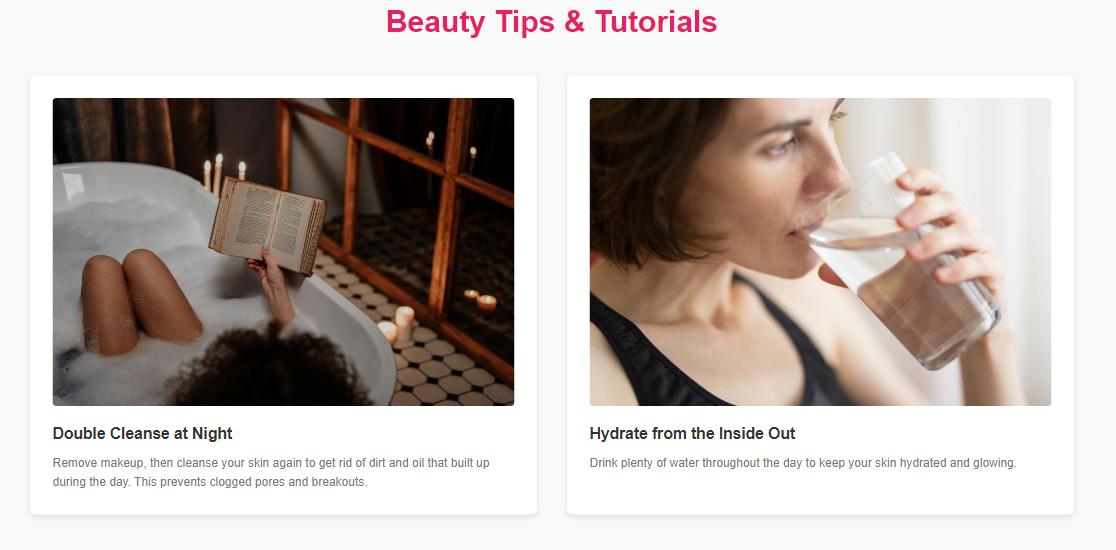 Beauty Tips & Tutorials
Double Cleanse at Night
Remove makeup, then cleanse your skin again to get rid of dirt and oil that built up
during the day. This prevents clogged pores and breakouts.
Hydrate from the Inside Out
Drink plenty of water throughout the day to keep your skin hydrated and glowing.